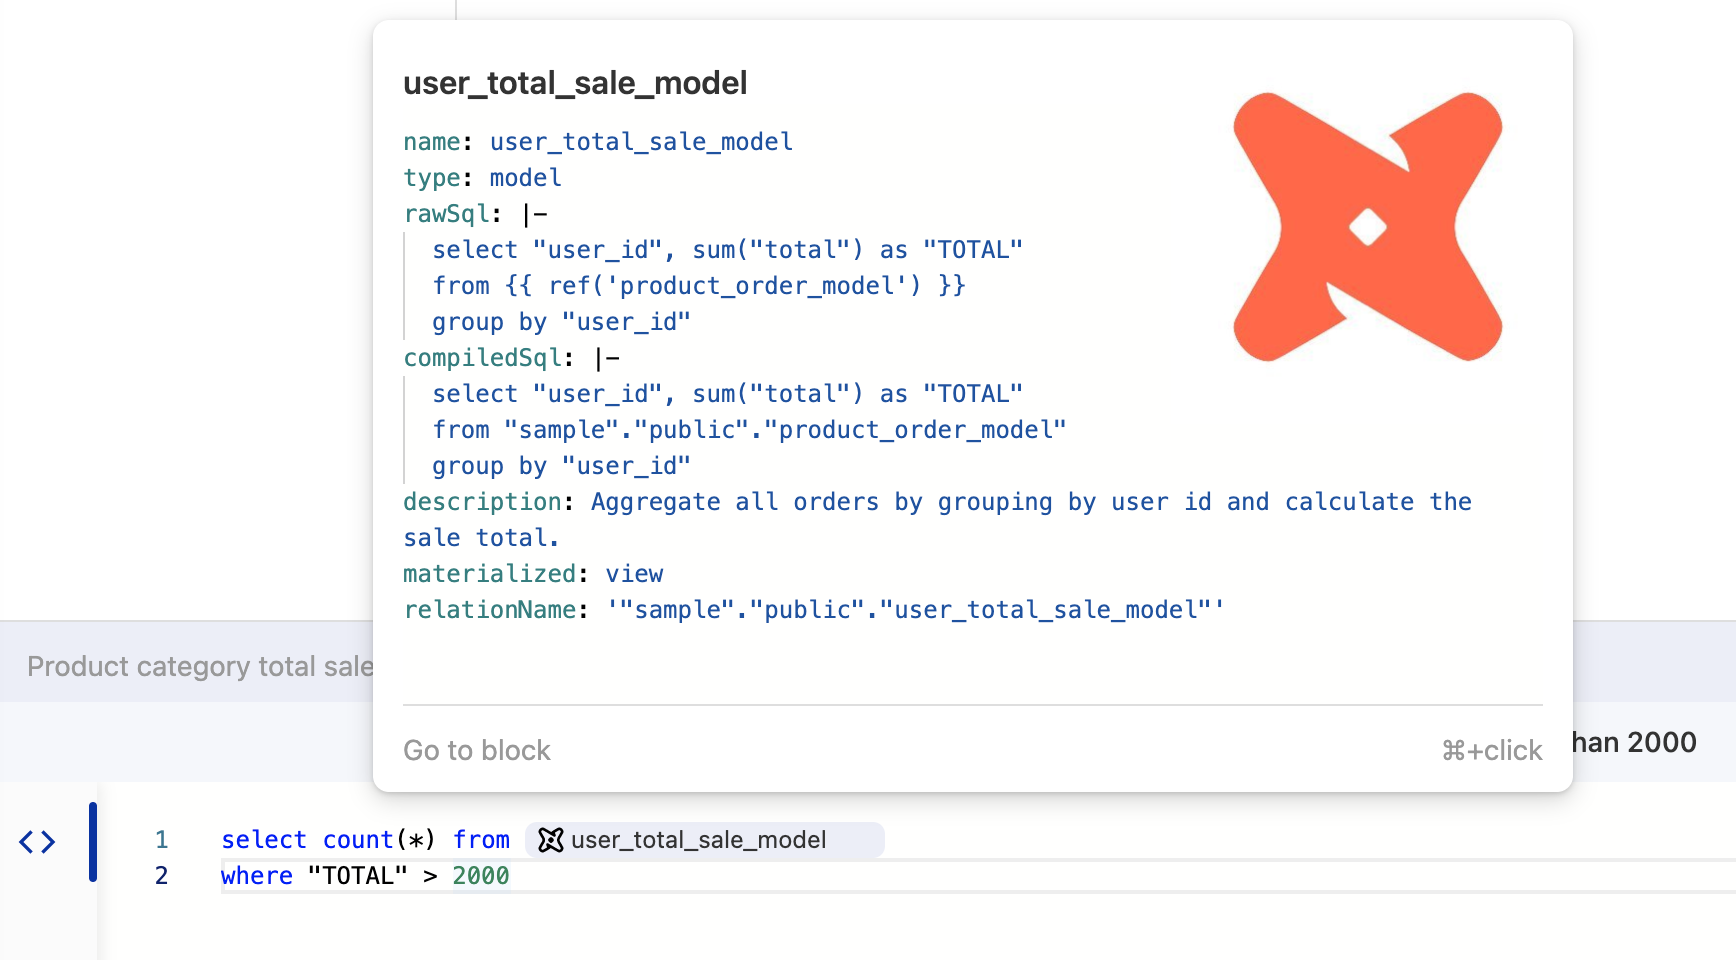 user_total_sale_model
name: user_total_sale_model
type: model
rawSql: |-
select "user_id", sum("total") as "TOTAL"
from {{ ref('product_order_model') }}
group by "user_id"
compiledSql: |-
select "user_id", sum("total") as "TOTAL"
from "sample"."public"."product_order_model"
group by "user_id"
description: Aggregate all orders by grouping by user id and calculate the
sale total.
materialized: view
relationName: '"sample"."public"."user_total_sale_model"'
Product category total sale
Go to block
⌘+click
han 2000
1 select count(*) from user_total_sale_model
2 where "TOTAL" > 2000